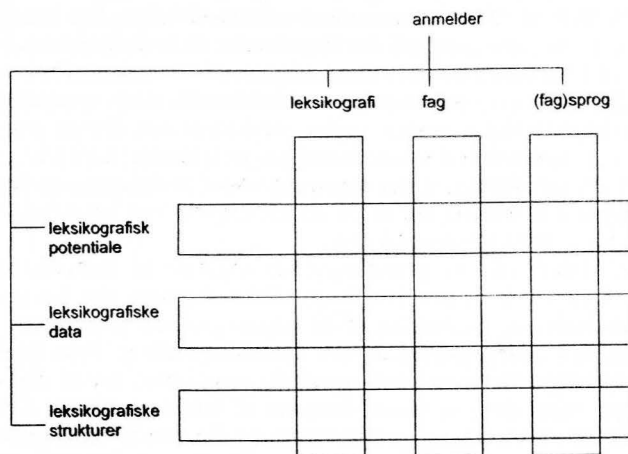 anmelder
leksikografi fag (fag)sprog
leksikografisk
potentiale
leksikografiske
data
leksikografiske
strukturer